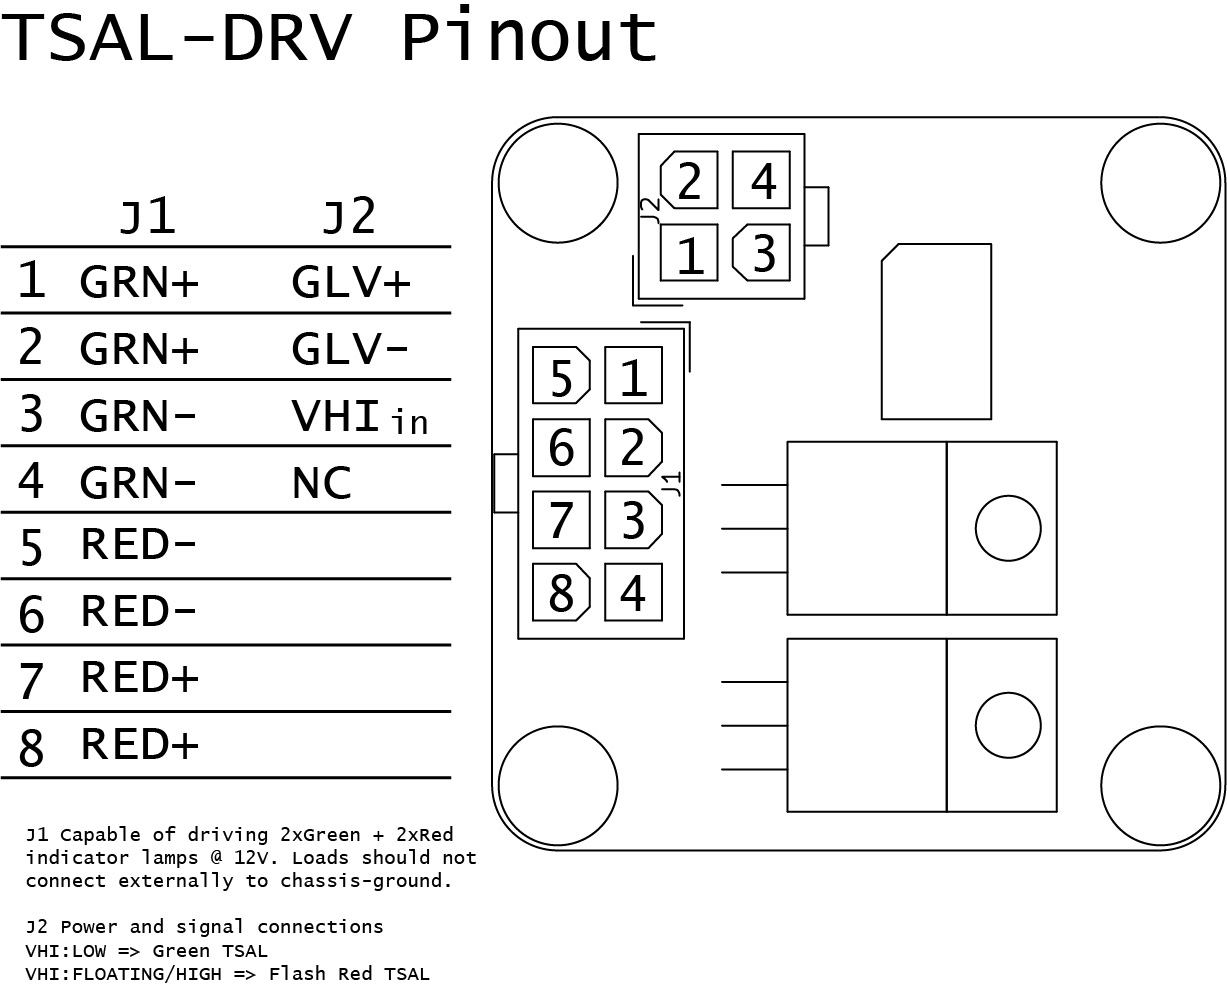 TSAL-DRV Pinout
J1 J2
1 GRN+ GLV+
2 GRN+ GLV-
3 GRN- VHI in
4 GRN- NC
5 RED-
6 RED-
7 RED+
8 RED+
J1 Capable of driving 2xGreen + 2xRed
indicator lamps @ 12V. Loads should not
connect externally to chassis-ground.
J2 Power and signal connections
VHI:LOW => Green TSAL
VHI:FLOATING/HIGH => Flash Red TSAL
2 4
J2
1 3
5 1
6 2
J1
7 3
8 4